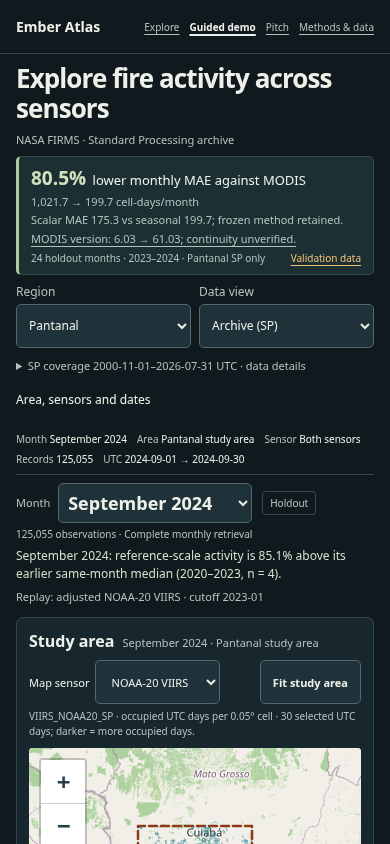 Ember Atlas Explore Guided demo Pitch Methods & data
Explore fire activity across
sensors
NASA FIRMS · Standard Processing archive
80.5% lower monthly MAE against MODIS
1,021.7 → 199.7 cell-days/month
Scalar MAE 175.3 vs seasonal 199.7; frozen method retained.
MODIS version: 6.03 → 61.03; continuity unverified.
24 holdout months · 2023–2024 · Pantanal SP only Validation data
Region Data view
Pantanal Archive (SP)
▶ SP coverage 2000-11-01–2026-07-31 UTC · data details
Area, sensors and dates
Month September 2024 Area Pantanal study area Sensor Both sensors
Records 125,055 UTC 2024-09-01 → 2024-09-30
Month September 2024 Holdout
125,055 observations · Complete monthly retrieval
September 2024: reference-scale activity is 85.1% above its
earlier same-month median (2020–2023, n = 4).
Replay: adjusted NOAA-20 VIIRS · cutoff 2023-01
Study area September 2024 · Pantanal study area
Map sensor NOAA-20 VIIRS Fit study area
VIIRS_NOAA20_SP · occupied UTC days per 0.05° cell · 30 selected UTC
days; darker = more occupied days.
+
Mato Grosso
−
Cuiabá